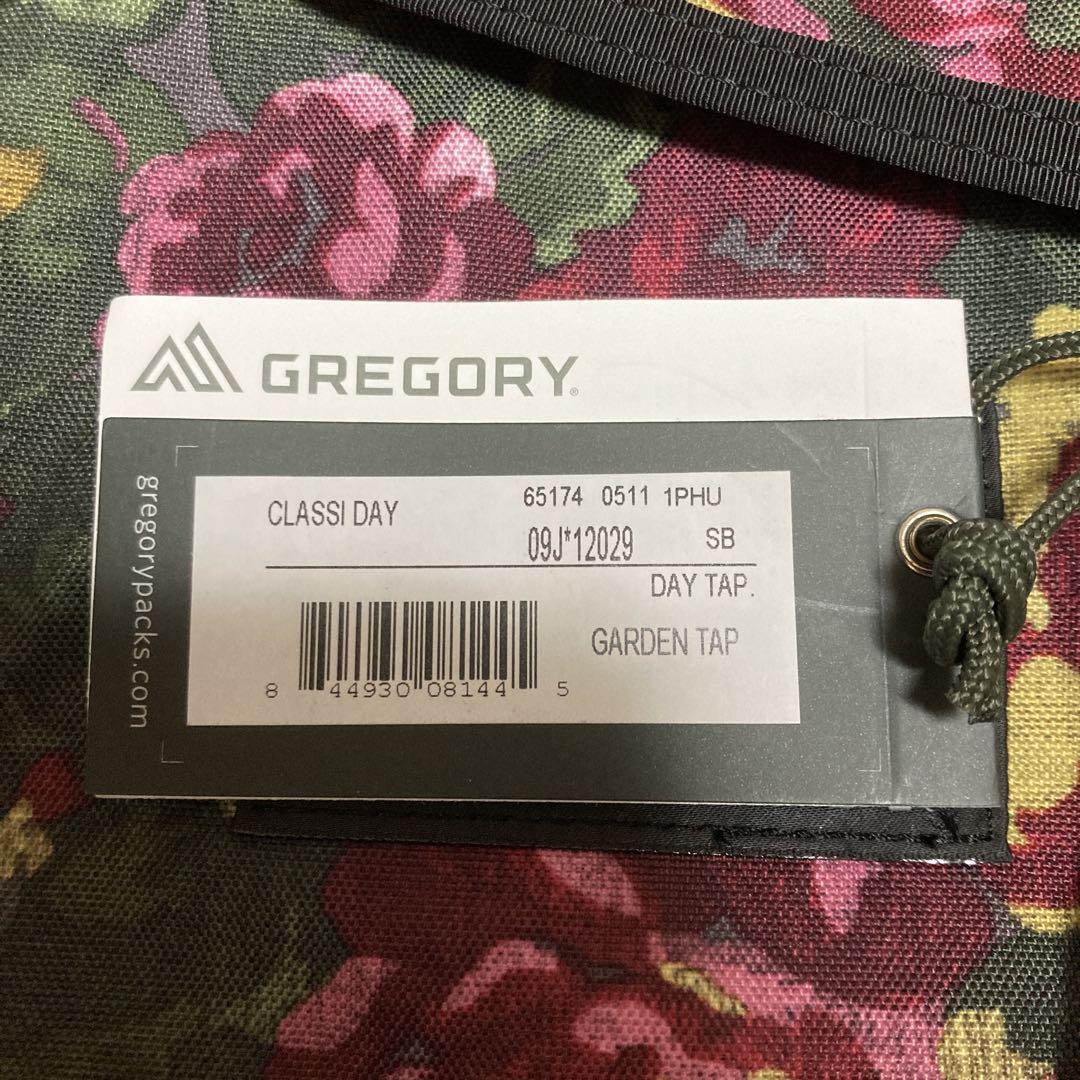 GREGORY®
gregorypacks.com
CLASSI DAY
65174 0511 1PHU
09J*12029 SB
DAY TAP.
GARDEN TAP
8 44930 08144 5